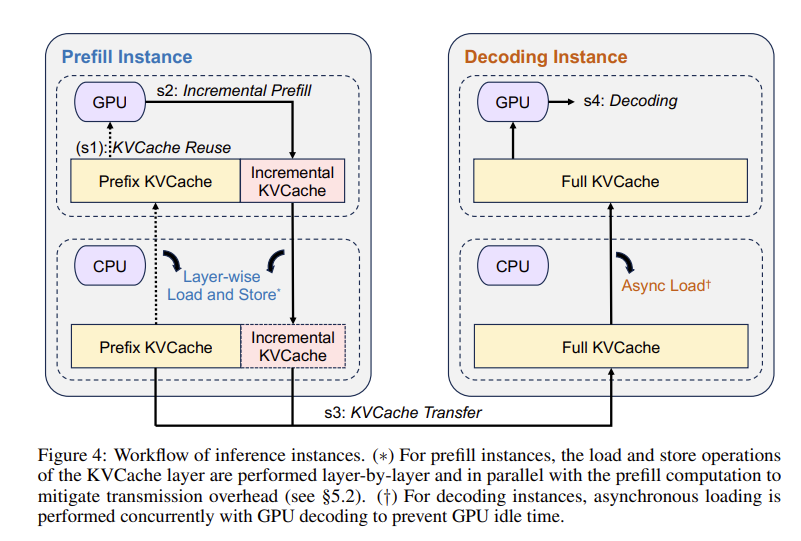 Prefill Instance
GPU
s2: Incremental Prefill
(s1): KVCache Reuse
Prefix KVCache
Incremental
KVCache
CPU
Layer-wise
Load and Store*
Prefix KVCache
Incremental
KVCache
Decoding Instance
GPU
s4: Decoding
Full KVCache
CPU
Async Load†
Full KVCache
s3: KVCache Transfer
Figure 4: Workflow of inference instances. (∗) For prefill instances, the load and store operations
of the KVCache layer are performed layer-by-layer and in parallel with the prefill computation to
mitigate transmission overhead (see §5.2). (†) For decoding instances, asynchronous loading is
performed concurrently with GPU decoding to prevent GPU idle time.